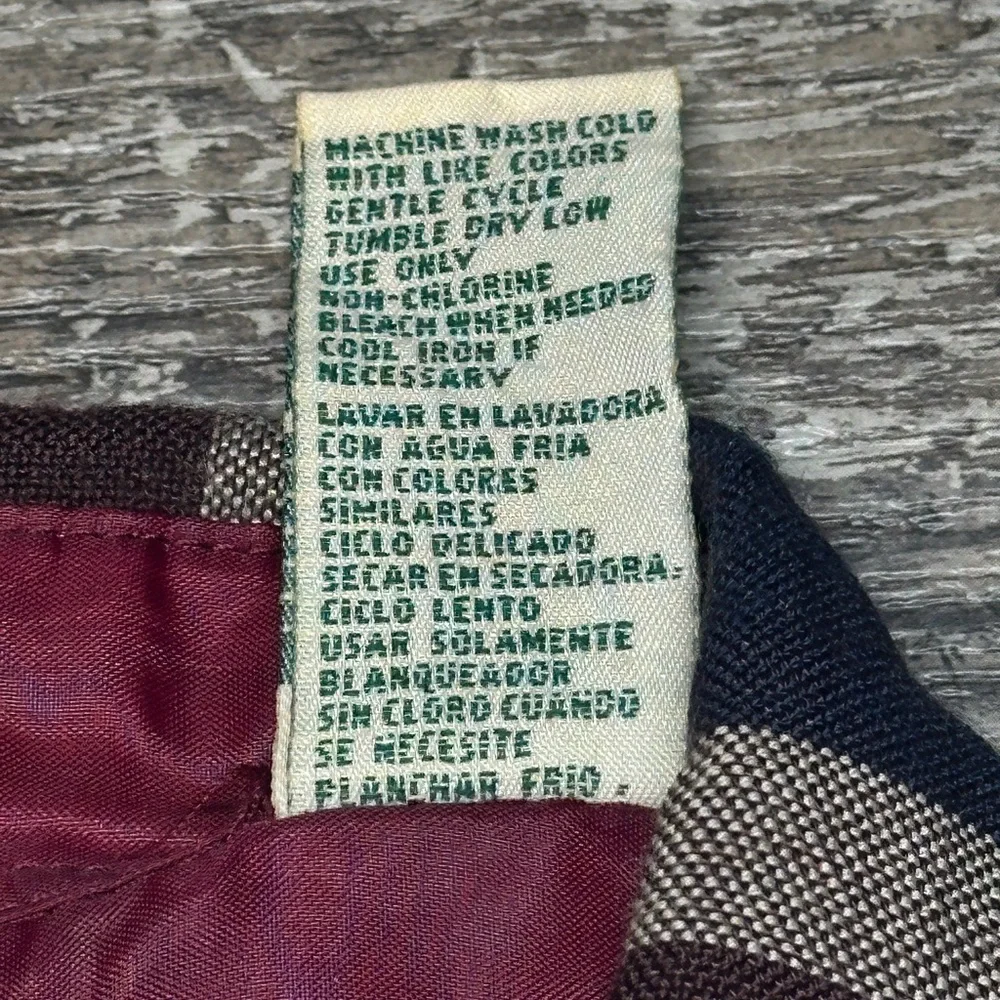 MACHINE WASH COLD
WITH LIKE COLORS
GENTLE CYCLE
TUMBLE DRY LOW
USE ONLY
NON-CHLORINE
BLEACH WHEN NEEDED
COOL IRON IF
NECESSARY
LAVAR EN LAVADORA
CON AGUA FRIA
CON COLORES
SIMILARES
CICLO DELICADO
SECAR EN SECADORA-
CICLO LENTO
USAR SOLAMENTE
BLANQUEADOR
SIN CLORO CUANDO
SE NECESITE
PLANCHAR FRIO .